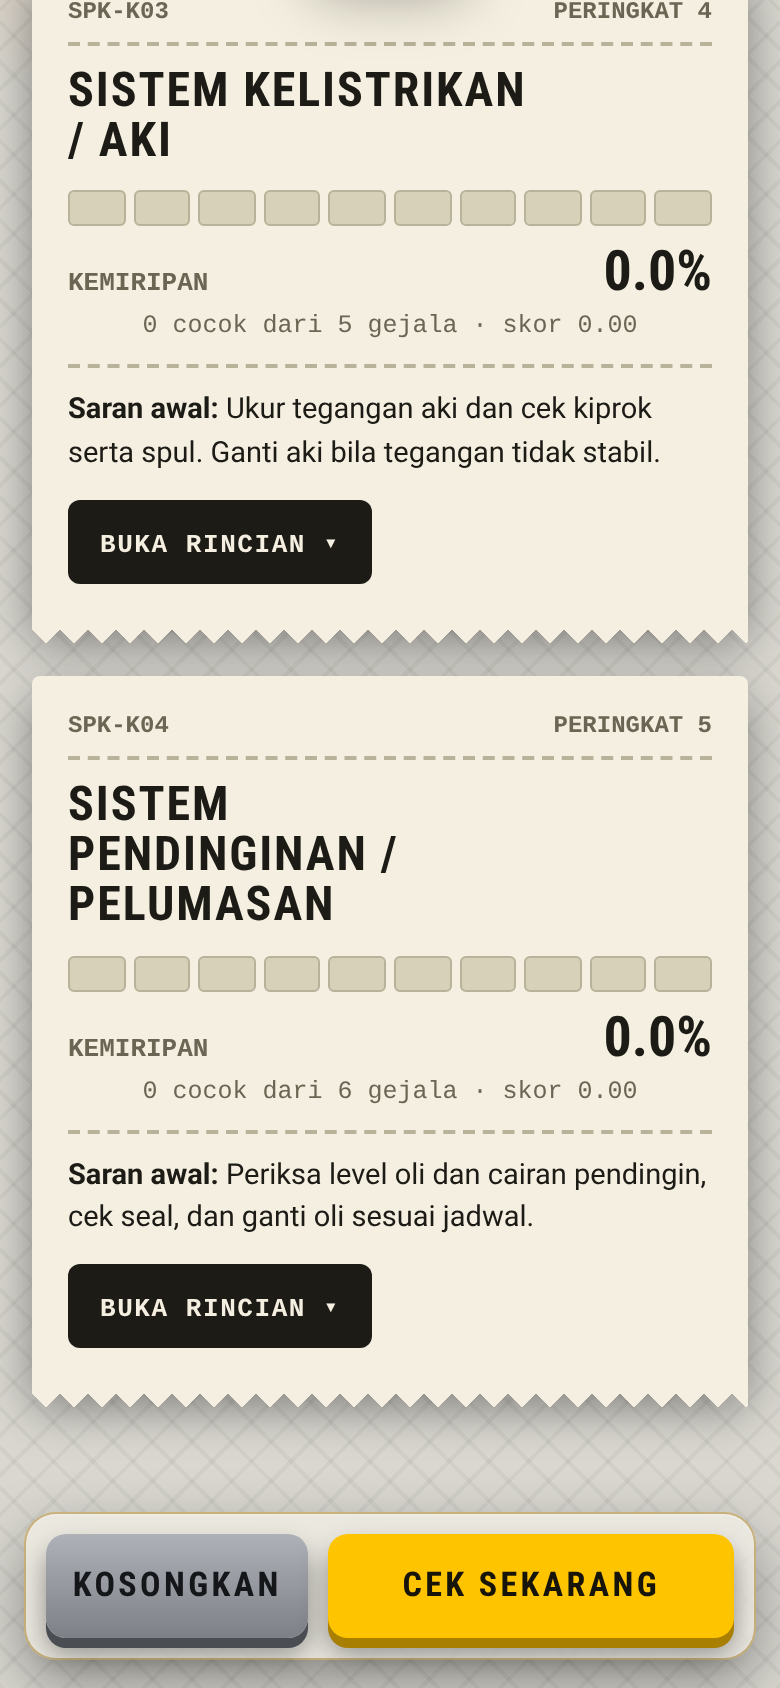 SPK-K03 PERINGKAT 4
SISTEM KELISTRIKAN
/ AKI
KEMIRIPAN 0.0%
0 cocok dari 5 gejala · skor 0.00
Saran awal: Ukur tegangan aki dan cek kiprok
serta spul. Ganti aki bila tegangan tidak stabil.
BUKA RINCIAN ▾
SPK-K04 PERINGKAT 5
SISTEM
PENDINGINAN /
PELUMASAN
KEMIRIPAN 0.0%
0 cocok dari 6 gejala · skor 0.00
Saran awal: Periksa level oli dan cairan pendingin,
cek seal, dan ganti oli sesuai jadwal.
BUKA RINCIAN ▾
KOSONGKAN CEK SEKARANG